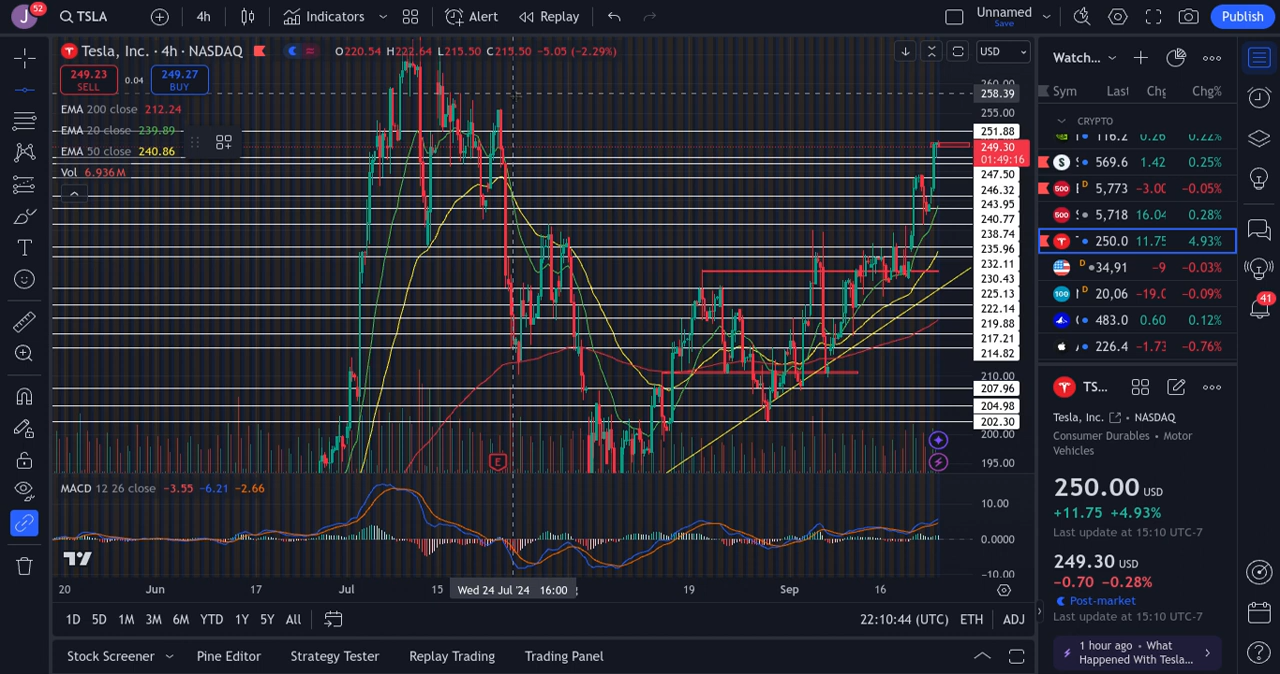 J 52 TSLA 4h Indicators Alert Replay Unnamed Save Publish
Tesla, Inc. · 4h · NASDAQ O220.54 H222.64 L215.50 C215.50 −5.05 (−2.29%) USD
249.23 SELL 0.04 249.27 BUY
EMA 200 close 212.24
EMA 20 close 239.89
EMA 50 close 240.86
Vol 6.936M
260.00
258.39
255.00
251.88
249.30
01:49:16
247.50
246.32
243.95
240.77
238.74
235.96
232.11
230.43
225.13
222.14
219.88
217.21
214.82
210.00
207.96
204.98
202.30
200.00
195.00
E
MACD 12 26 close −3.55 −6.21 −2.66
10.00
0.0000
−10.00
20 Jun 17 Jul 15 Wed 24 Jul '24 16:00 19 Sep 16
1D 5D 1M 3M 6M YTD 1Y 5Y All 22:10:44 (UTC) ETH ADJ
Stock Screener Pine Editor Strategy Tester Replay Trading Trading Panel
Watch...
Sym Last Chg Chg%
CRYPTO
116.2 0.26 0.22%
S 569.6 1.42 0.25%
500 5,773 −3.00 −0.05%
500 5,718 16.04 0.28%
250.0 11.75 4.93%
D 34,91 −9 −0.03%
100 D 20,06 −19.0 −0.09%
483.0 0.60 0.12%
226.4 −1.73 −0.76%
TS...
Tesla, Inc. • NASDAQ
Consumer Durables • Motor
Vehicles
250.00 USD
+11.75 +4.93%
Last update at 15:10 UTC-7
249.30 USD
−0.70 −0.28%
Post-market
Last update at 15:10 UTC-7
1 hour ago • What
Happened With Tesla...
41